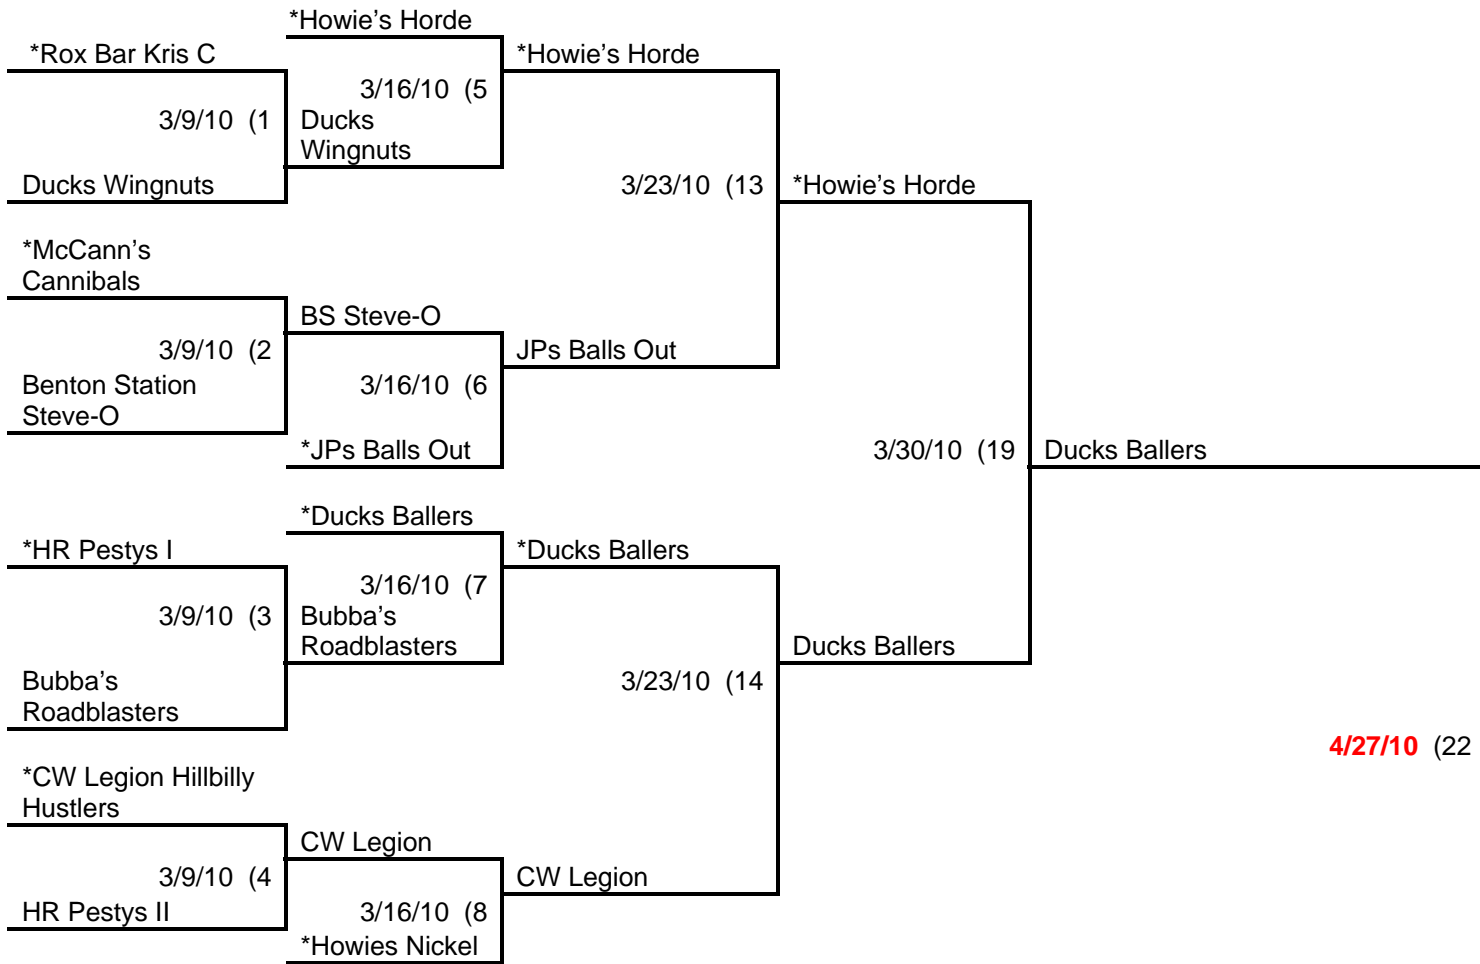 *Howie's Horde
*Rox Bar Kris C
*Howie's Horde
3/16/10 (5
3/9/10 (1
Ducks
Wingnuts
Ducks Wingnuts
3/23/10 (13
*Howie's Horde
*McCann's
Cannibals
BS Steve-O
3/9/10 (2
JPs Balls Out
Benton Station
Steve-O
3/16/10 (6
*JPs Balls Out
3/30/10 (19
Ducks Ballers
*Ducks Ballers
*HR Pestys I
*Ducks Ballers
3/16/10 (7
3/9/10 (3
Bubba's
Roadblasters
Ducks Ballers
Bubba's
Roadblasters
3/23/10 (14
4/27/10 (22
*CW Legion Hillbilly
Hustlers
CW Legion
3/9/10 (4
CW Legion
HR Pestys II
3/16/10 (8
*Howies Nickel